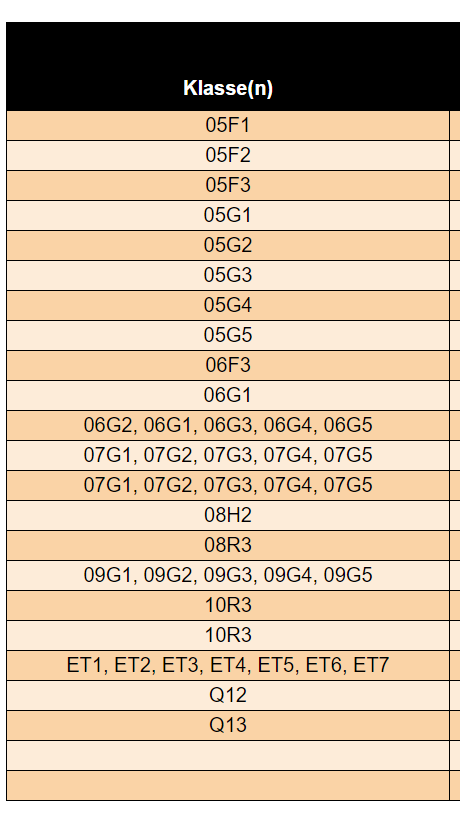 Klasse(n)
05F1
05F2
05F3
05G1
05G2
05G3
05G4
05G5
06F3
06G1
06G2, 06G1, 06G3, 06G4, 06G5
07G1, 07G2, 07G3, 07G4, 07G5
07G1, 07G2, 07G3, 07G4, 07G5
08H2
08R3
09G1, 09G2, 09G3, 09G4, 09G5
10R3
10R3
ET1, ET2, ET3, ET4, ET5, ET6, ET7
Q12
Q13